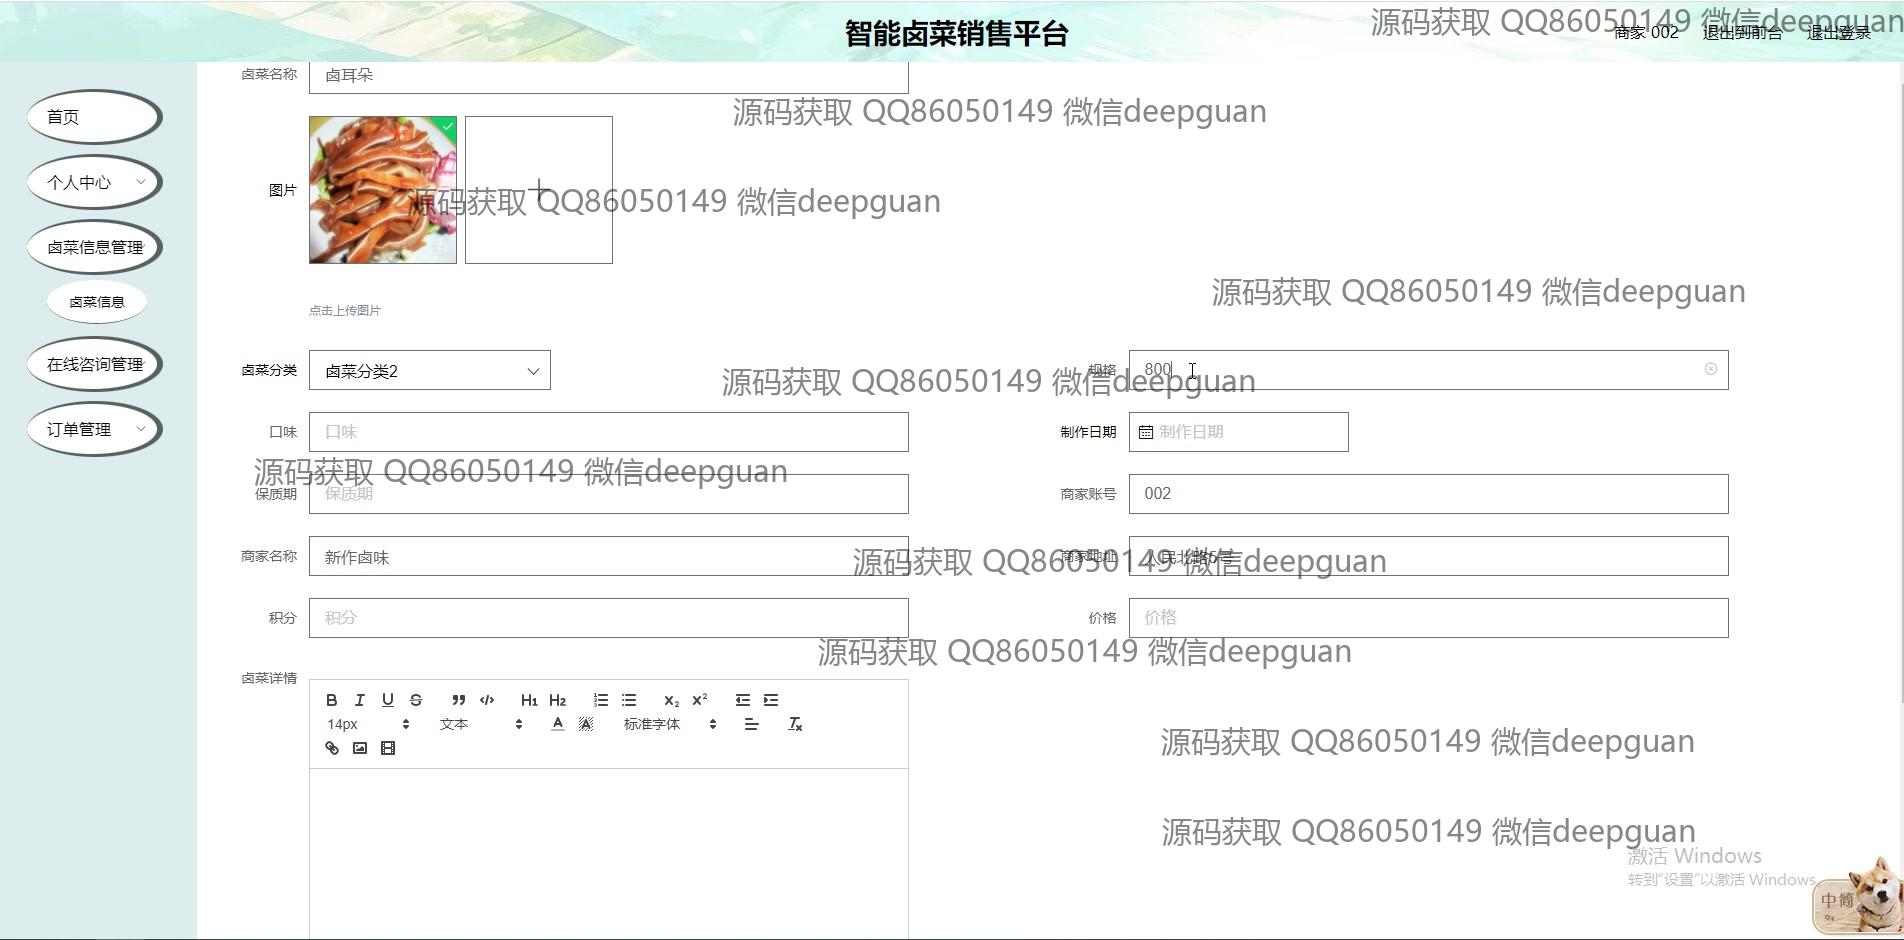 智能卤菜销售平台
源码获取 QQ86050149 微信deepguan
商家 002
退出到前台
退出登录
首页
个人中心
卤菜信息管理
卤菜信息
在线咨询管理
订单管理
卤菜名称
卤耳朵
源码获取 QQ86050149 微信deepguan
图片
源码获取 QQ86050149 微信deepguan
源码获取 QQ86050149 微信deepguan
点击上传图片
卤菜分类
卤菜分类2
规格
800
源码获取 QQ86050149 微信deepguan
口味
口味
制作日期
制作日期
源码获取 QQ86050149 微信deepguan
保质期
保质期
商家账号
002
商家名称
新作卤味
商家地址
人民北路5号
源码获取 QQ86050149 微信deepguan
积分
积分
价格
价格
源码获取 QQ86050149 微信deepguan
卤菜详情
B I U S ” </> H1 H2 x₂ x²
14px 文本 A A 标准字体
源码获取 QQ86050149 微信deepguan
源码获取 QQ86050149 微信deepguan
激活 Windows
转到“设置”以激活 Windows
中简